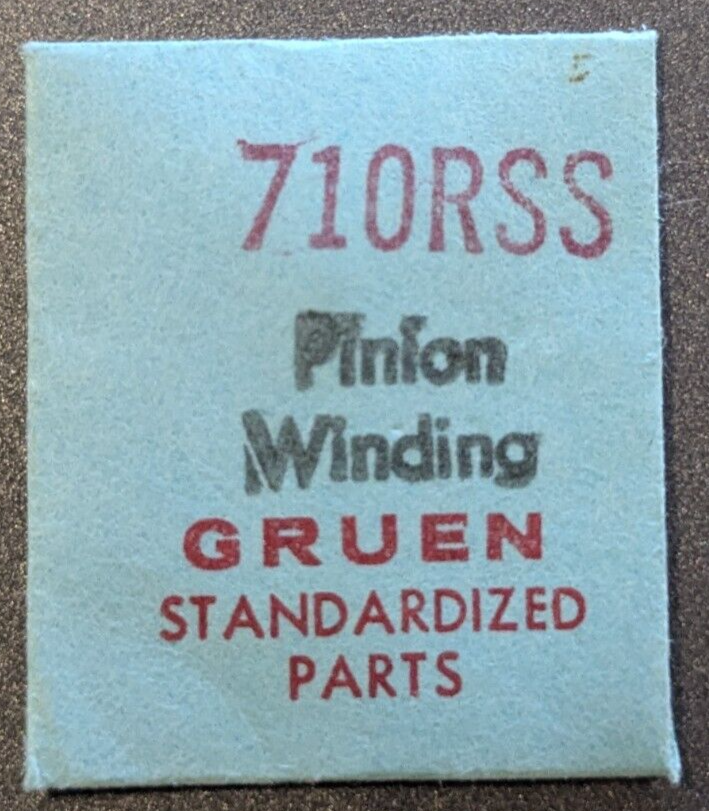 710RSS
Pinion
Winding
GRUEN
STANDARDIZED
PARTS